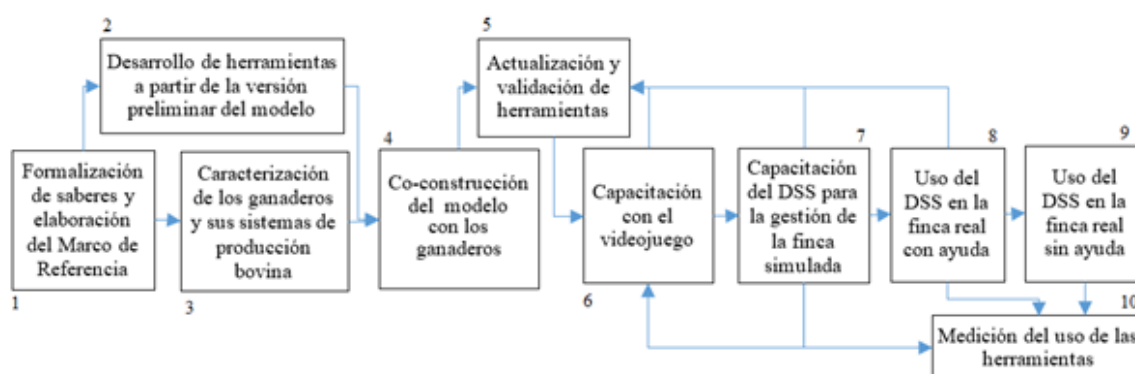 2
Desarrollo de herramientas
a partir de la versión
preliminar del modelo
5
Actualización y
validación de
herramientas
Formalización
de saberes y
elaboración
del Marco de
Referencia
1
Caracterización
de los ganaderos
y sus sistemas de
producción
bovina
3
4
Co-construcción
del modelo
con los
ganaderos
Capacitación
con el
videojuego
6
7
Capacitación
del DSS para
la gestión de
la finca
simulada
8
Uso del
DSS en la
finca real
con ayuda
9
Uso del
DSS en la
finca real
sin ayuda
10
Medición del uso de las
herramientas